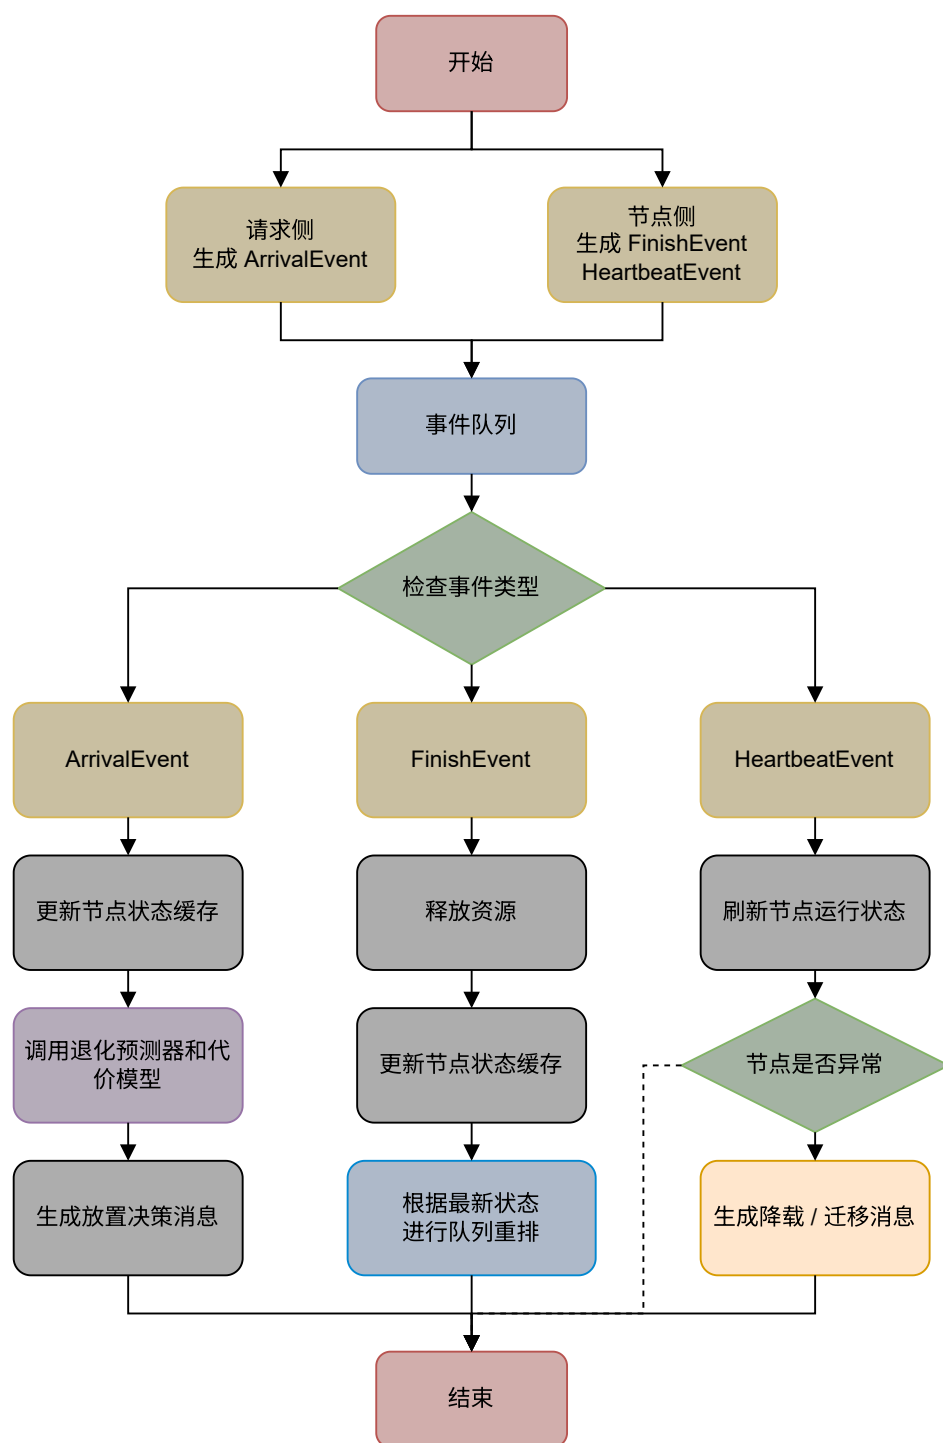 开始
请求侧
生成 ArrivalEvent
节点侧
生成 FinishEvent
HeartbeatEvent
事件队列
检查事件类型
ArrivalEvent
FinishEvent
HeartbeatEvent
更新节点状态缓存
释放资源
刷新节点运行状态
调用退化预测器和代
价模型
更新节点状态缓存
节点是否异常
生成放置决策消息
根据最新状态
进行队列重排
生成降载 / 迁移消息
结束